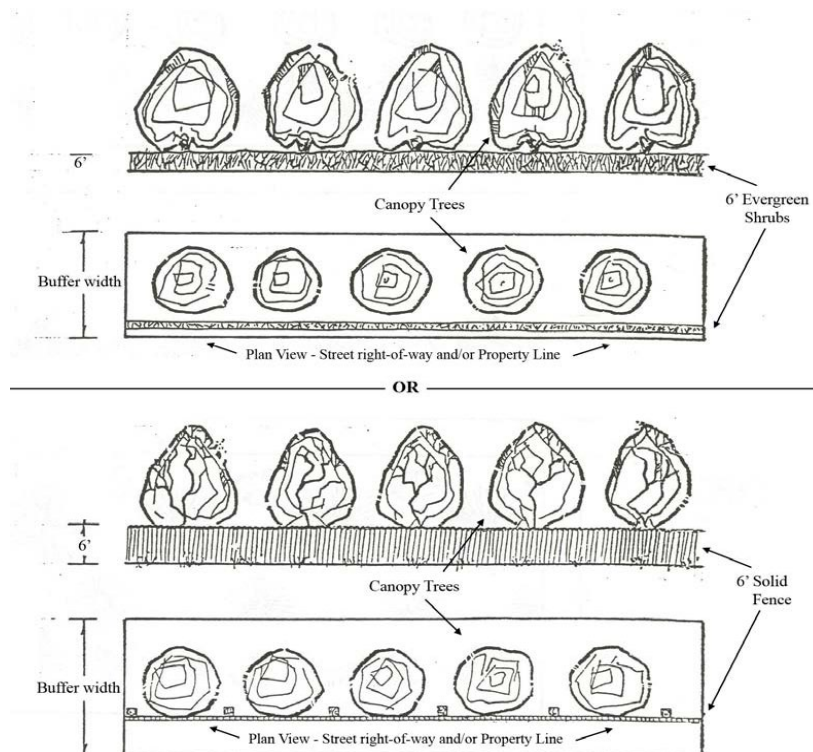 6'
Canopy Trees
6' Evergreen
Shrubs
Buffer width
Plan View - Street right-of-way and/or Property Line
OR
6'
Canopy Trees
6' Solid
Fence
Buffer width
Plan View - Street right-of-way and/or Property Line